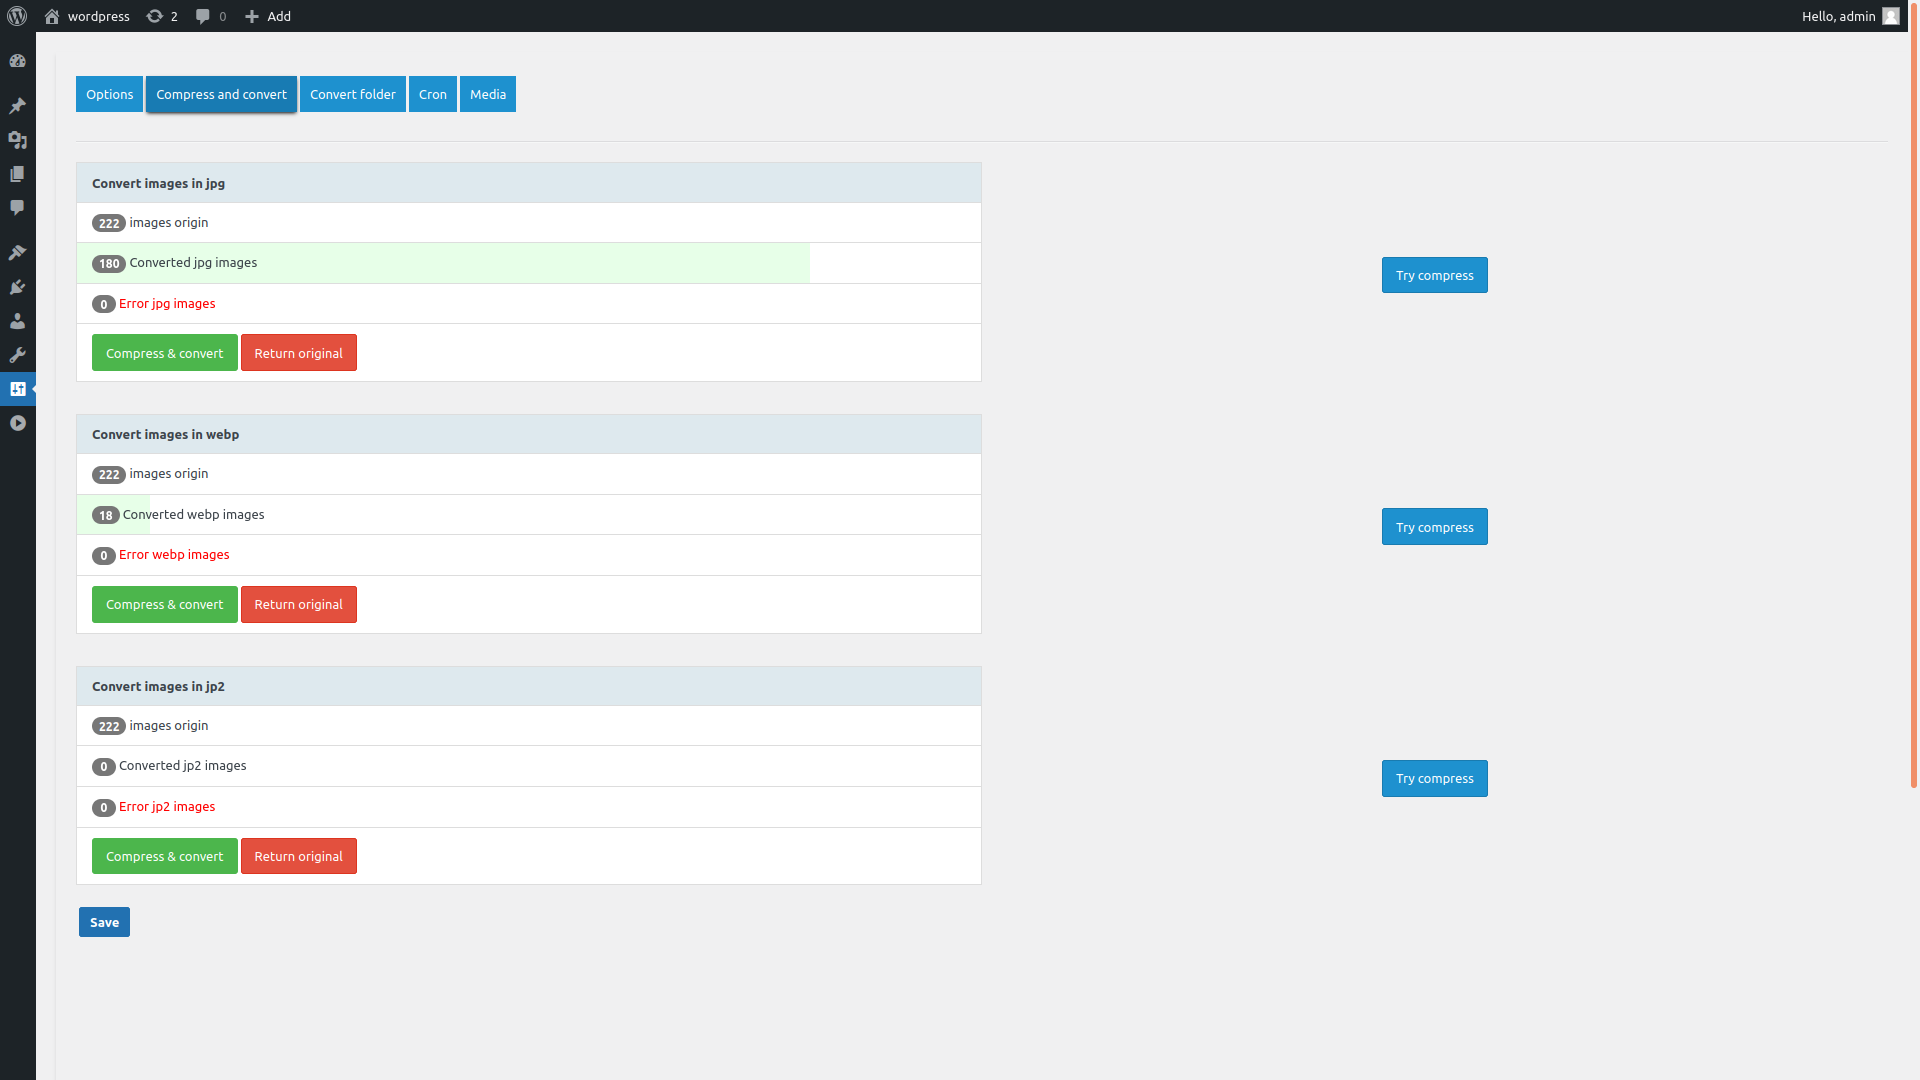 wordpress 2 0 Add Hello, admin
Options Compress and convert Convert folder Cron Media
Convert images in jpg
222 images origin
180 Converted jpg images
Try compress
0 Error jpg images
Compress & convert Return original
Convert images in webp
222 images origin
18 Converted webp images
Try compress
0 Error webp images
Compress & convert Return original
Convert images in jp2
222 images origin
0 Converted jp2 images
Try compress
0 Error jp2 images
Compress & convert Return original
Save